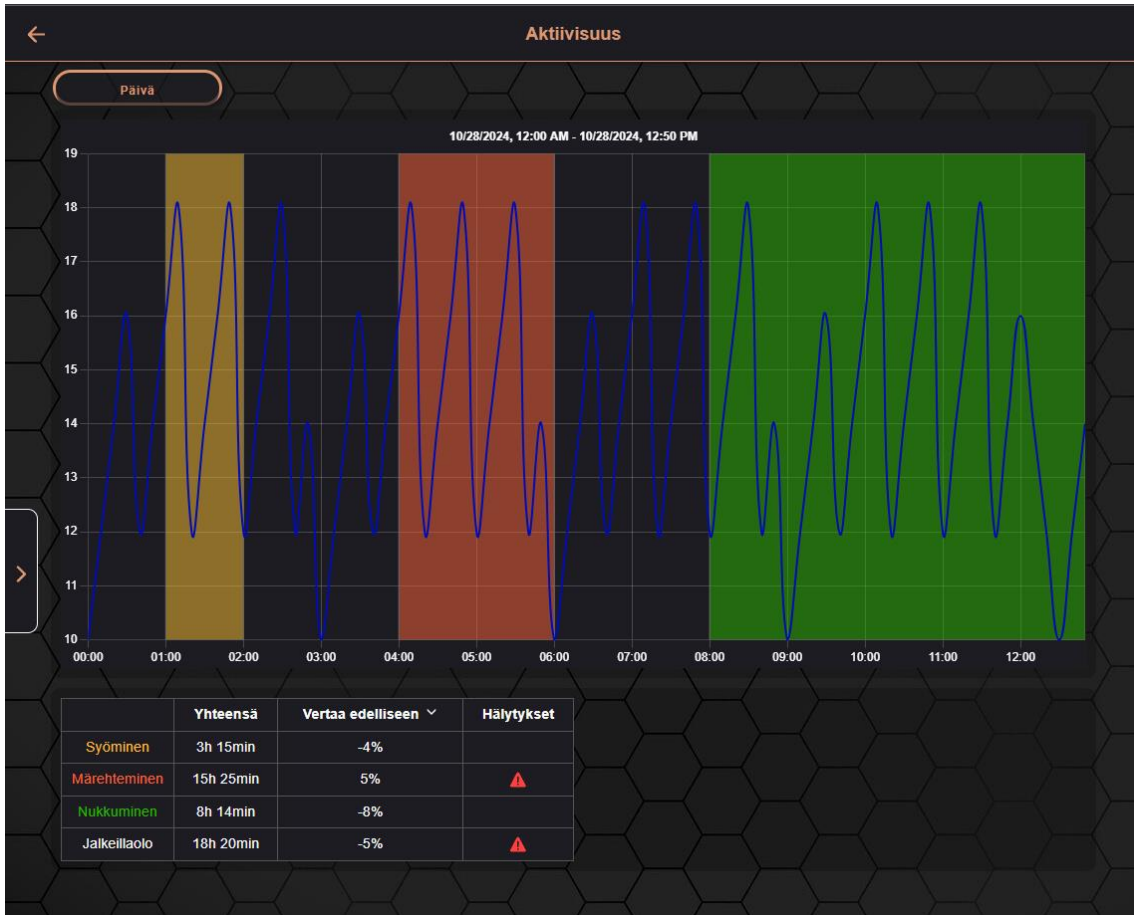 Aktiivisuus
Päivä
10/28/2024, 12:00 AM - 10/28/2024, 12:50 PM
19
18
17
16
15
14
13
12
11
10
00:00 01:00 02:00 03:00 04:00 05:00 06:00 07:00 08:00 09:00 10:00 11:00 12:00
Yhteensä Vertaa edelliseen Hälytykset
Syöminen 3h 15min -4%
Märehteminen 15h 25min 5%
Nukkuminen 8h 14min -8%
Jalkeillaolo 18h 20min -5%